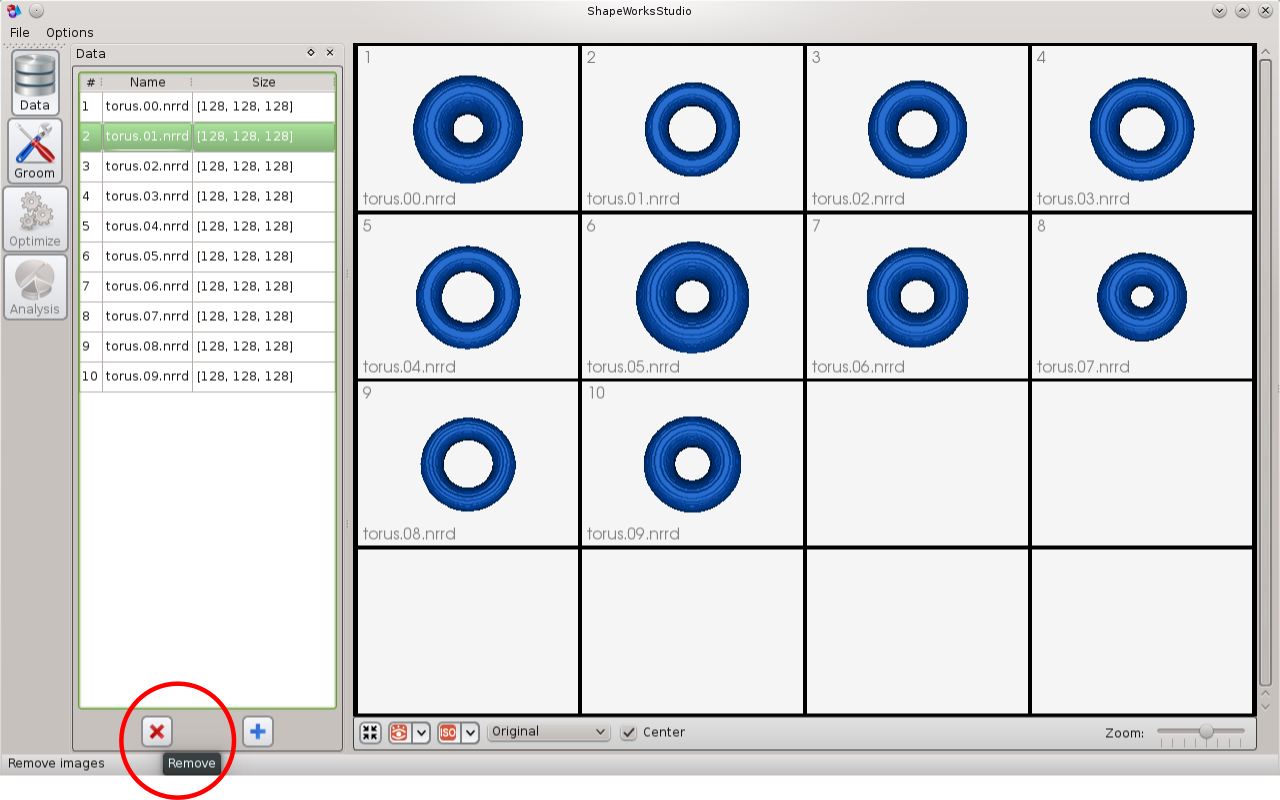 ShapeWorksStudio
File Options
Data
Data
Groom
Optimize
Analysis
# Name Size
1 torus.00.nrrd [128, 128, 128]
2 torus.01.nrrd [128, 128, 128]
3 torus.02.nrrd [128, 128, 128]
4 torus.03.nrrd [128, 128, 128]
5 torus.04.nrrd [128, 128, 128]
6 torus.05.nrrd [128, 128, 128]
7 torus.06.nrrd [128, 128, 128]
8 torus.07.nrrd [128, 128, 128]
9 torus.08.nrrd [128, 128, 128]
10 torus.09.nrrd [128, 128, 128]
1 2 3 4
torus.00.nrrd torus.01.nrrd torus.02.nrrd torus.03.nrrd
5 6 7 8
torus.04.nrrd torus.05.nrrd torus.06.nrrd torus.07.nrrd
9 10
torus.08.nrrd torus.09.nrrd
ISO Original Center Zoom:
Remove images Remove